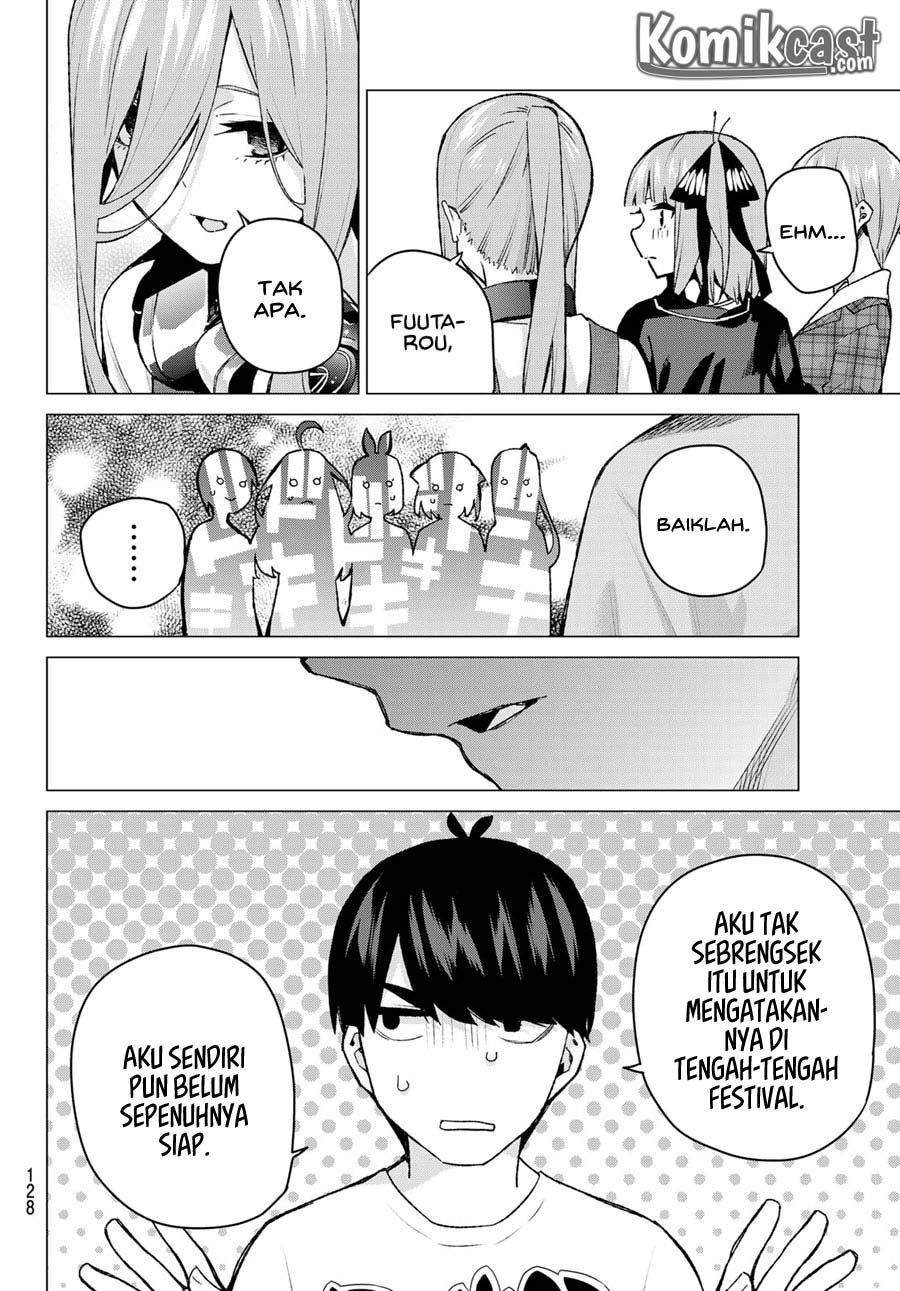 Komikcast
.com
EHM...
FUUTA-
ROU,
TAK
APA.
BAIKLAH.
......
AKU TAK
SEBRENGSEK
ITU UNTUK
MENGATAKAN-
NYA DI
TENGAH-TENGAH
FESTIVAL.
AKU SENDIRI
PUN BELUM
SEPENUHNYA
SIAP.
128